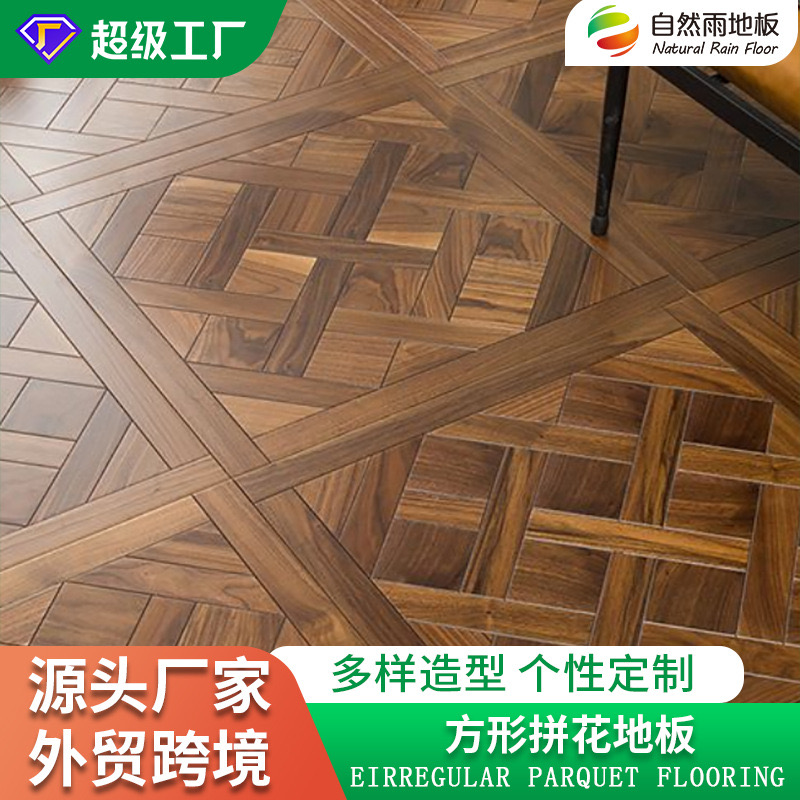 超级工厂
自然雨地板
Natural Rain Floor
源头厂家
外贸跨境
多样造型 个性定制
方形拼花地板
EIRREGULAR PARQUET FLOORING